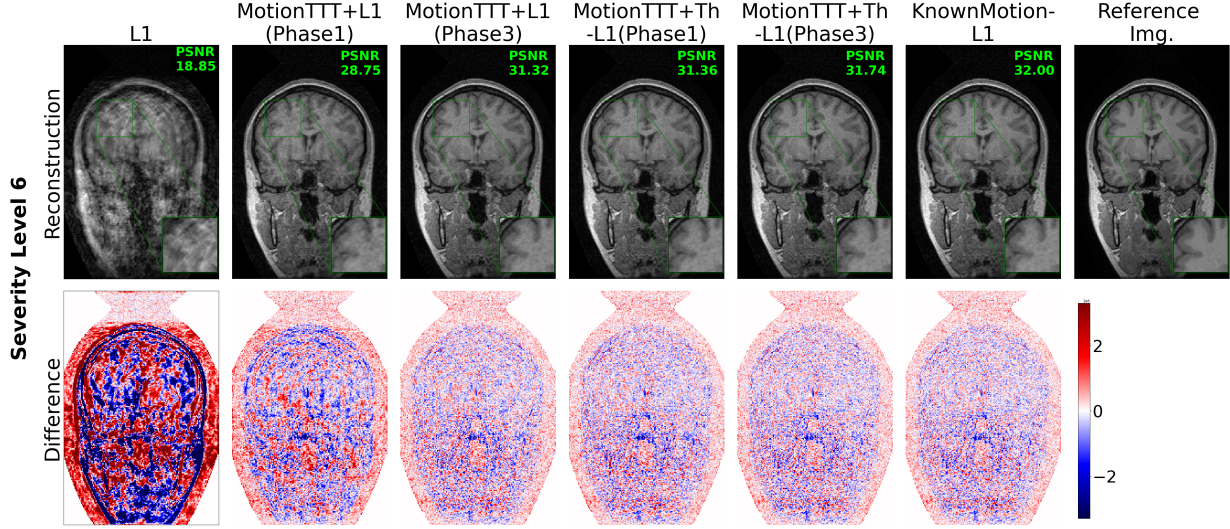 L1
MotionTTT+L1
(Phase1)
MotionTTT+L1
(Phase3)
MotionTTT+Th
-L1(Phase1)
MotionTTT+Th
-L1(Phase3)
KnownMotion-
L1
Reference
Img.
Severity Level 6
Reconstruction
PSNR
18.85
PSNR
28.75
PSNR
31.32
PSNR
31.36
PSNR
31.74
PSNR
32.00
Difference
2
0
−2